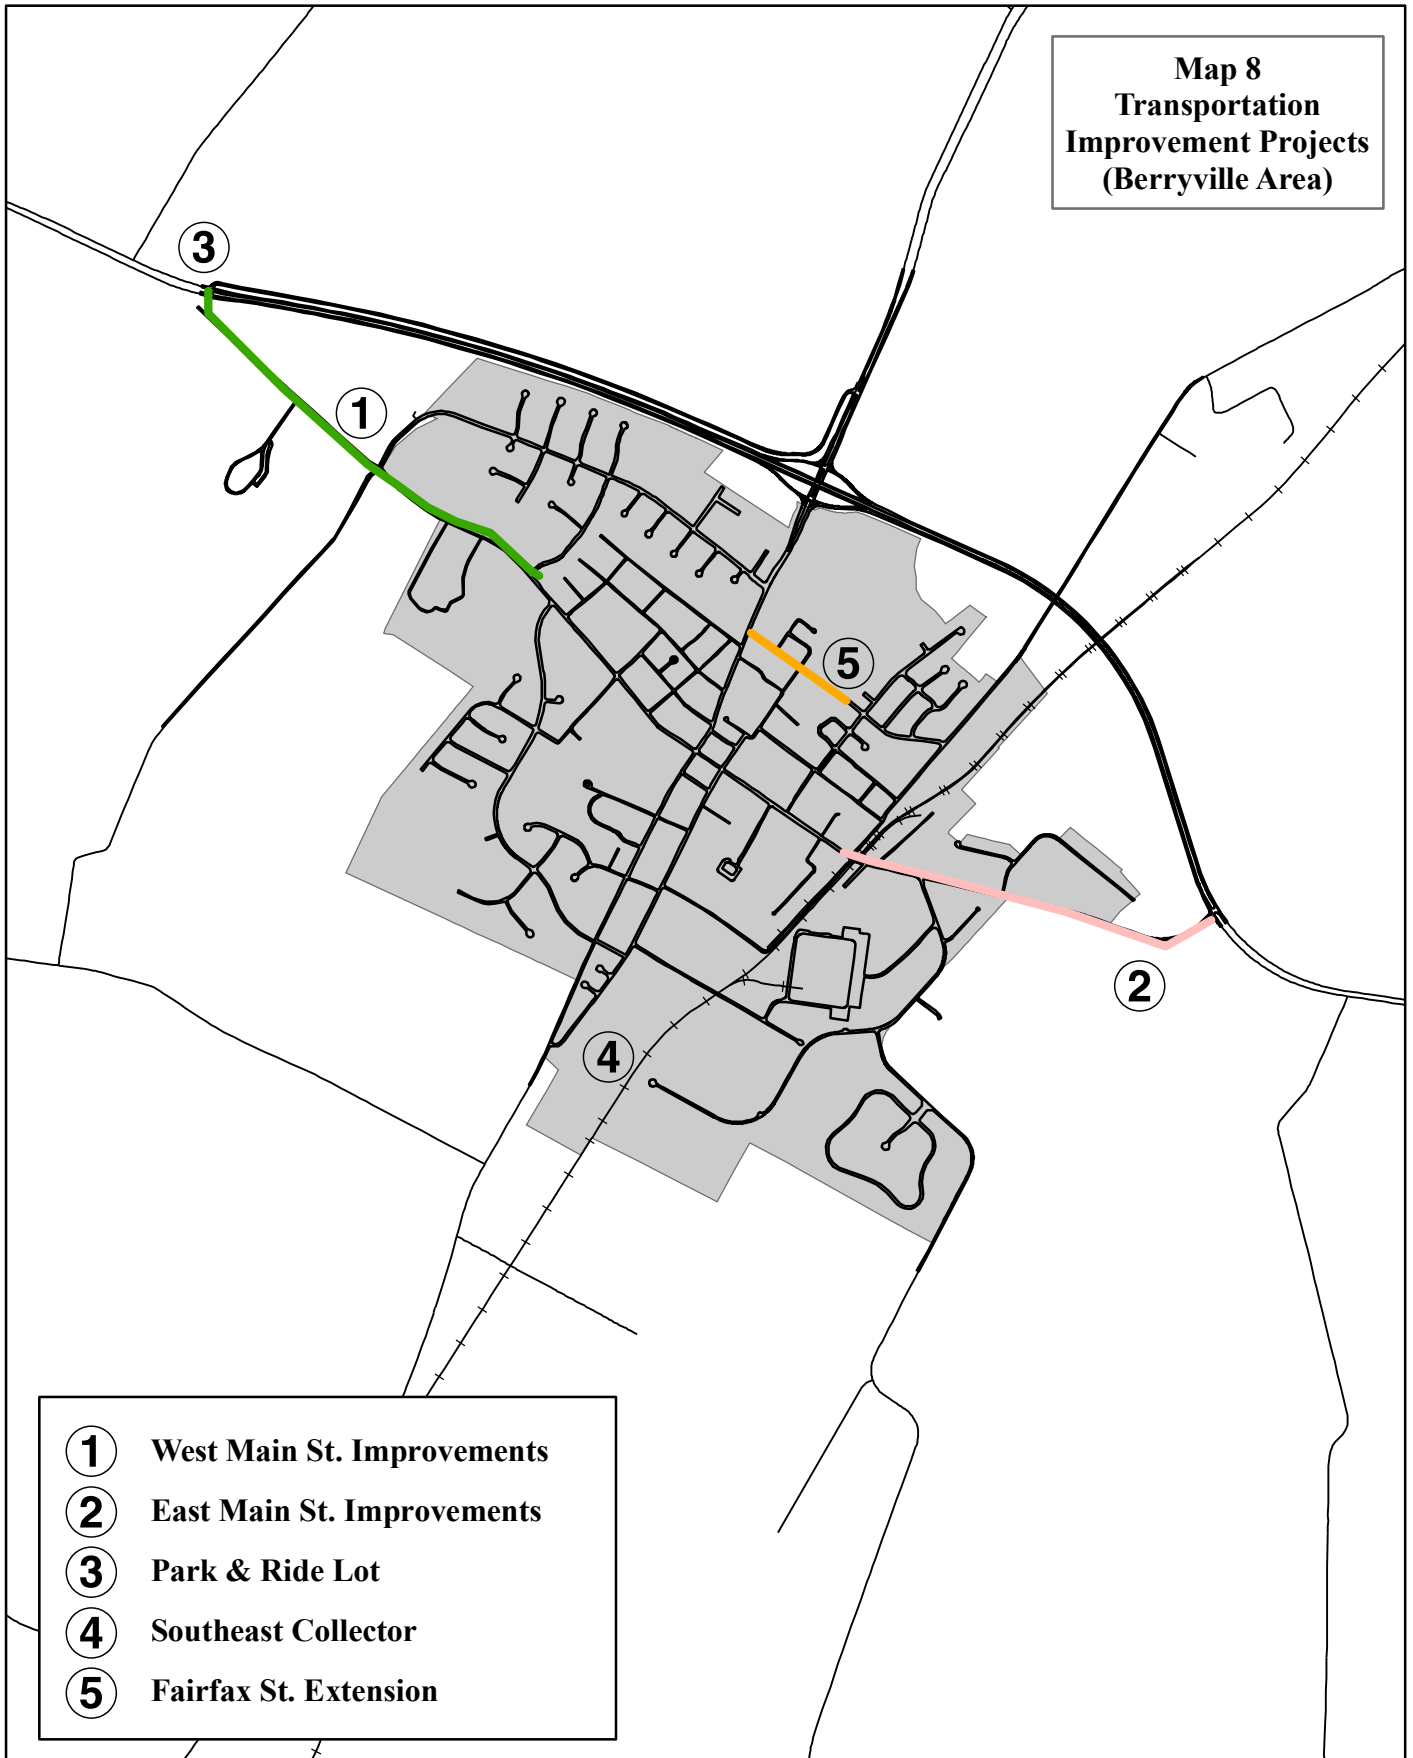 Map 8
Transportation
Improvement Projects
(Berryville Area)
3
1
5
2
4
1 West Main St. Improvements
2 East Main St. Improvements
3 Park & Ride Lot
4 Southeast Collector
5 Fairfax St. Extension